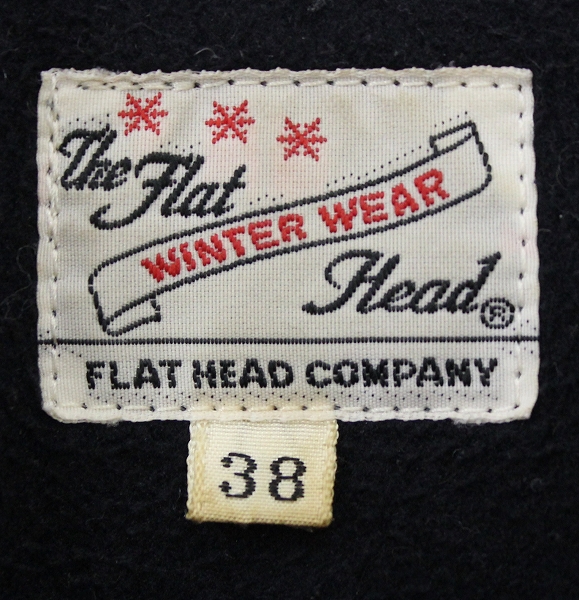 The Flat
WINTER WEAR
Head ®
FLAT HEAD COMPANY
38